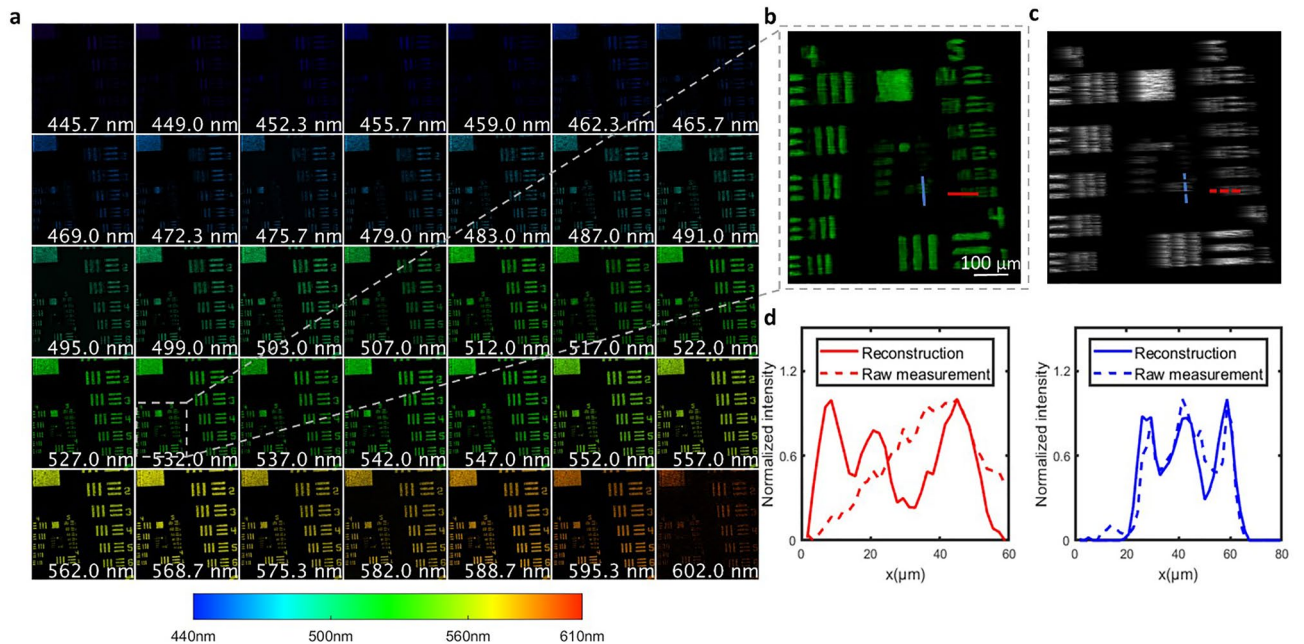 a
445.7 nm 449.0 nm 452.3 nm 455.7 nm 459.0 nm 462.3 nm 465.7 nm
469.0 nm 472.3 nm 475.7 nm 479.0 nm 483.0 nm 487.0 nm 491.0 nm
495.0 nm 499.0 nm 503.0 nm 507.0 nm 512.0 nm 517.0 nm 522.0 nm
527.0 nm 532.0 nm 537.0 nm 542.0 nm 547.0 nm 552.0 nm 557.0 nm
562.0 nm 568.7 nm 575.3 nm 582.0 nm 588.7 nm 595.3 nm 602.0 nm
440nm 500nm 560nm 610nm
b
4 5
4
100 μm
c
4
d
Normalized intensity
1.2
0.6
0
Reconstruction
Raw measurement
0 20 40 60
x(μm)
Normalized intensity
1.2
0.6
0
Reconstruction
Raw measurement
0 20 40 60 80
x(μm)